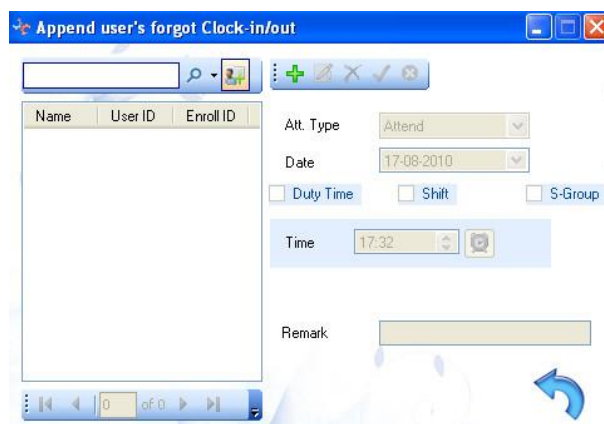 Append user's forgot Clock-in/out
Name User ID Enroll ID
Att. Type Attend
Date 17-08-2010
Duty Time Shift S-Group
Time 17:32
Remark
0 of 0